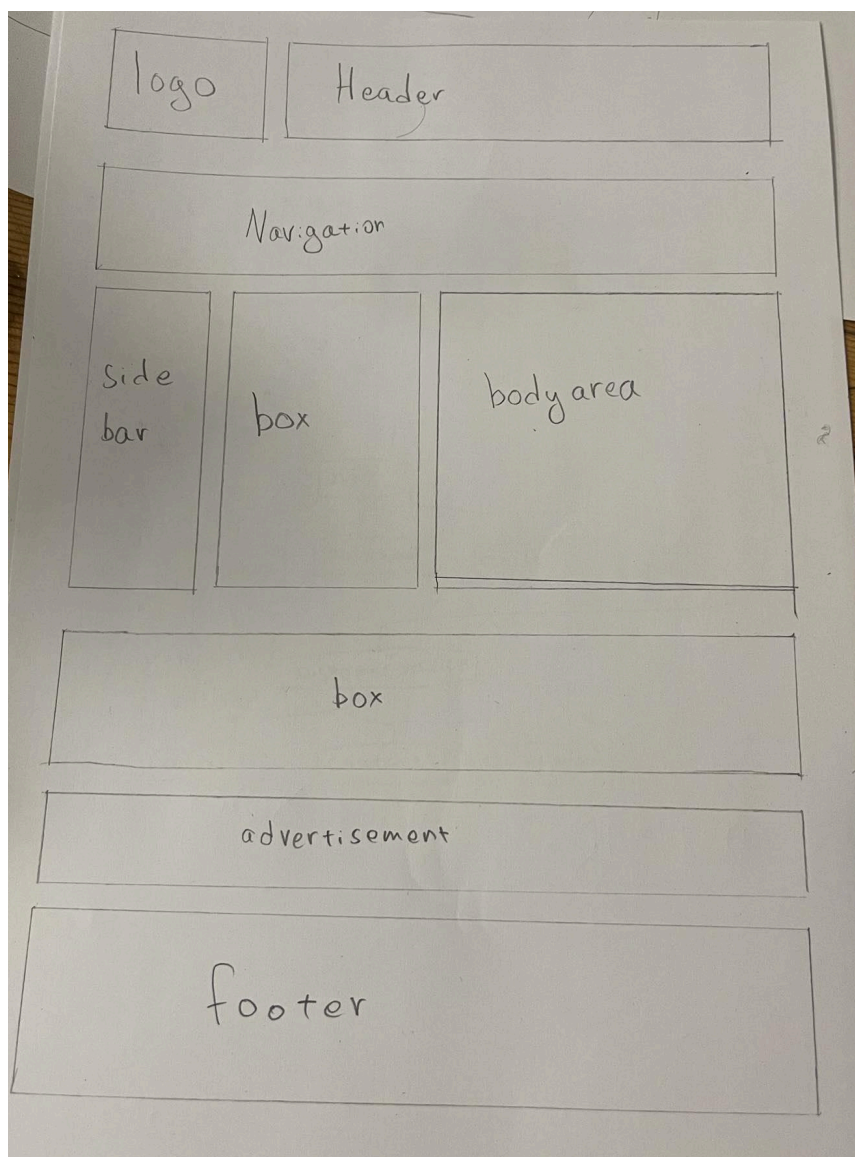 logo
Header
Navigation
side
bar
box
body area
box
advertisement
footer